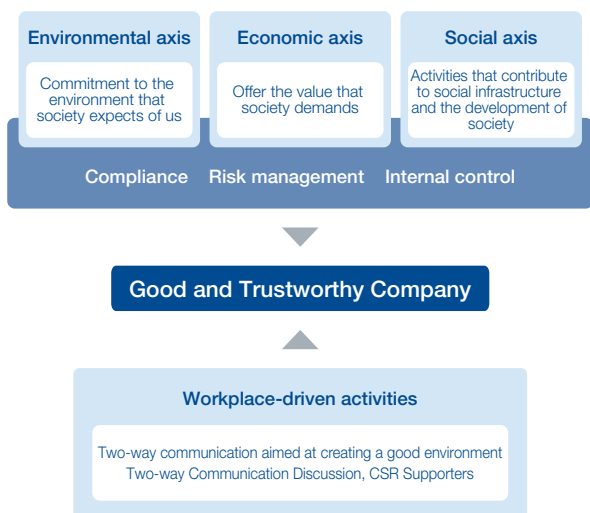 Environmental axis
Commitment to the
environment that
society expects of us
Economic axis
Offer the value that
society demands
Social axis
Activities that contribute
to social infrastructure
and the development of
society
Compliance Risk management Internal control
Good and Trustworthy Company
Workplace-driven activities
Two-way communication aimed at creating a good environment
Two-way Communication Discussion, CSR Supporters